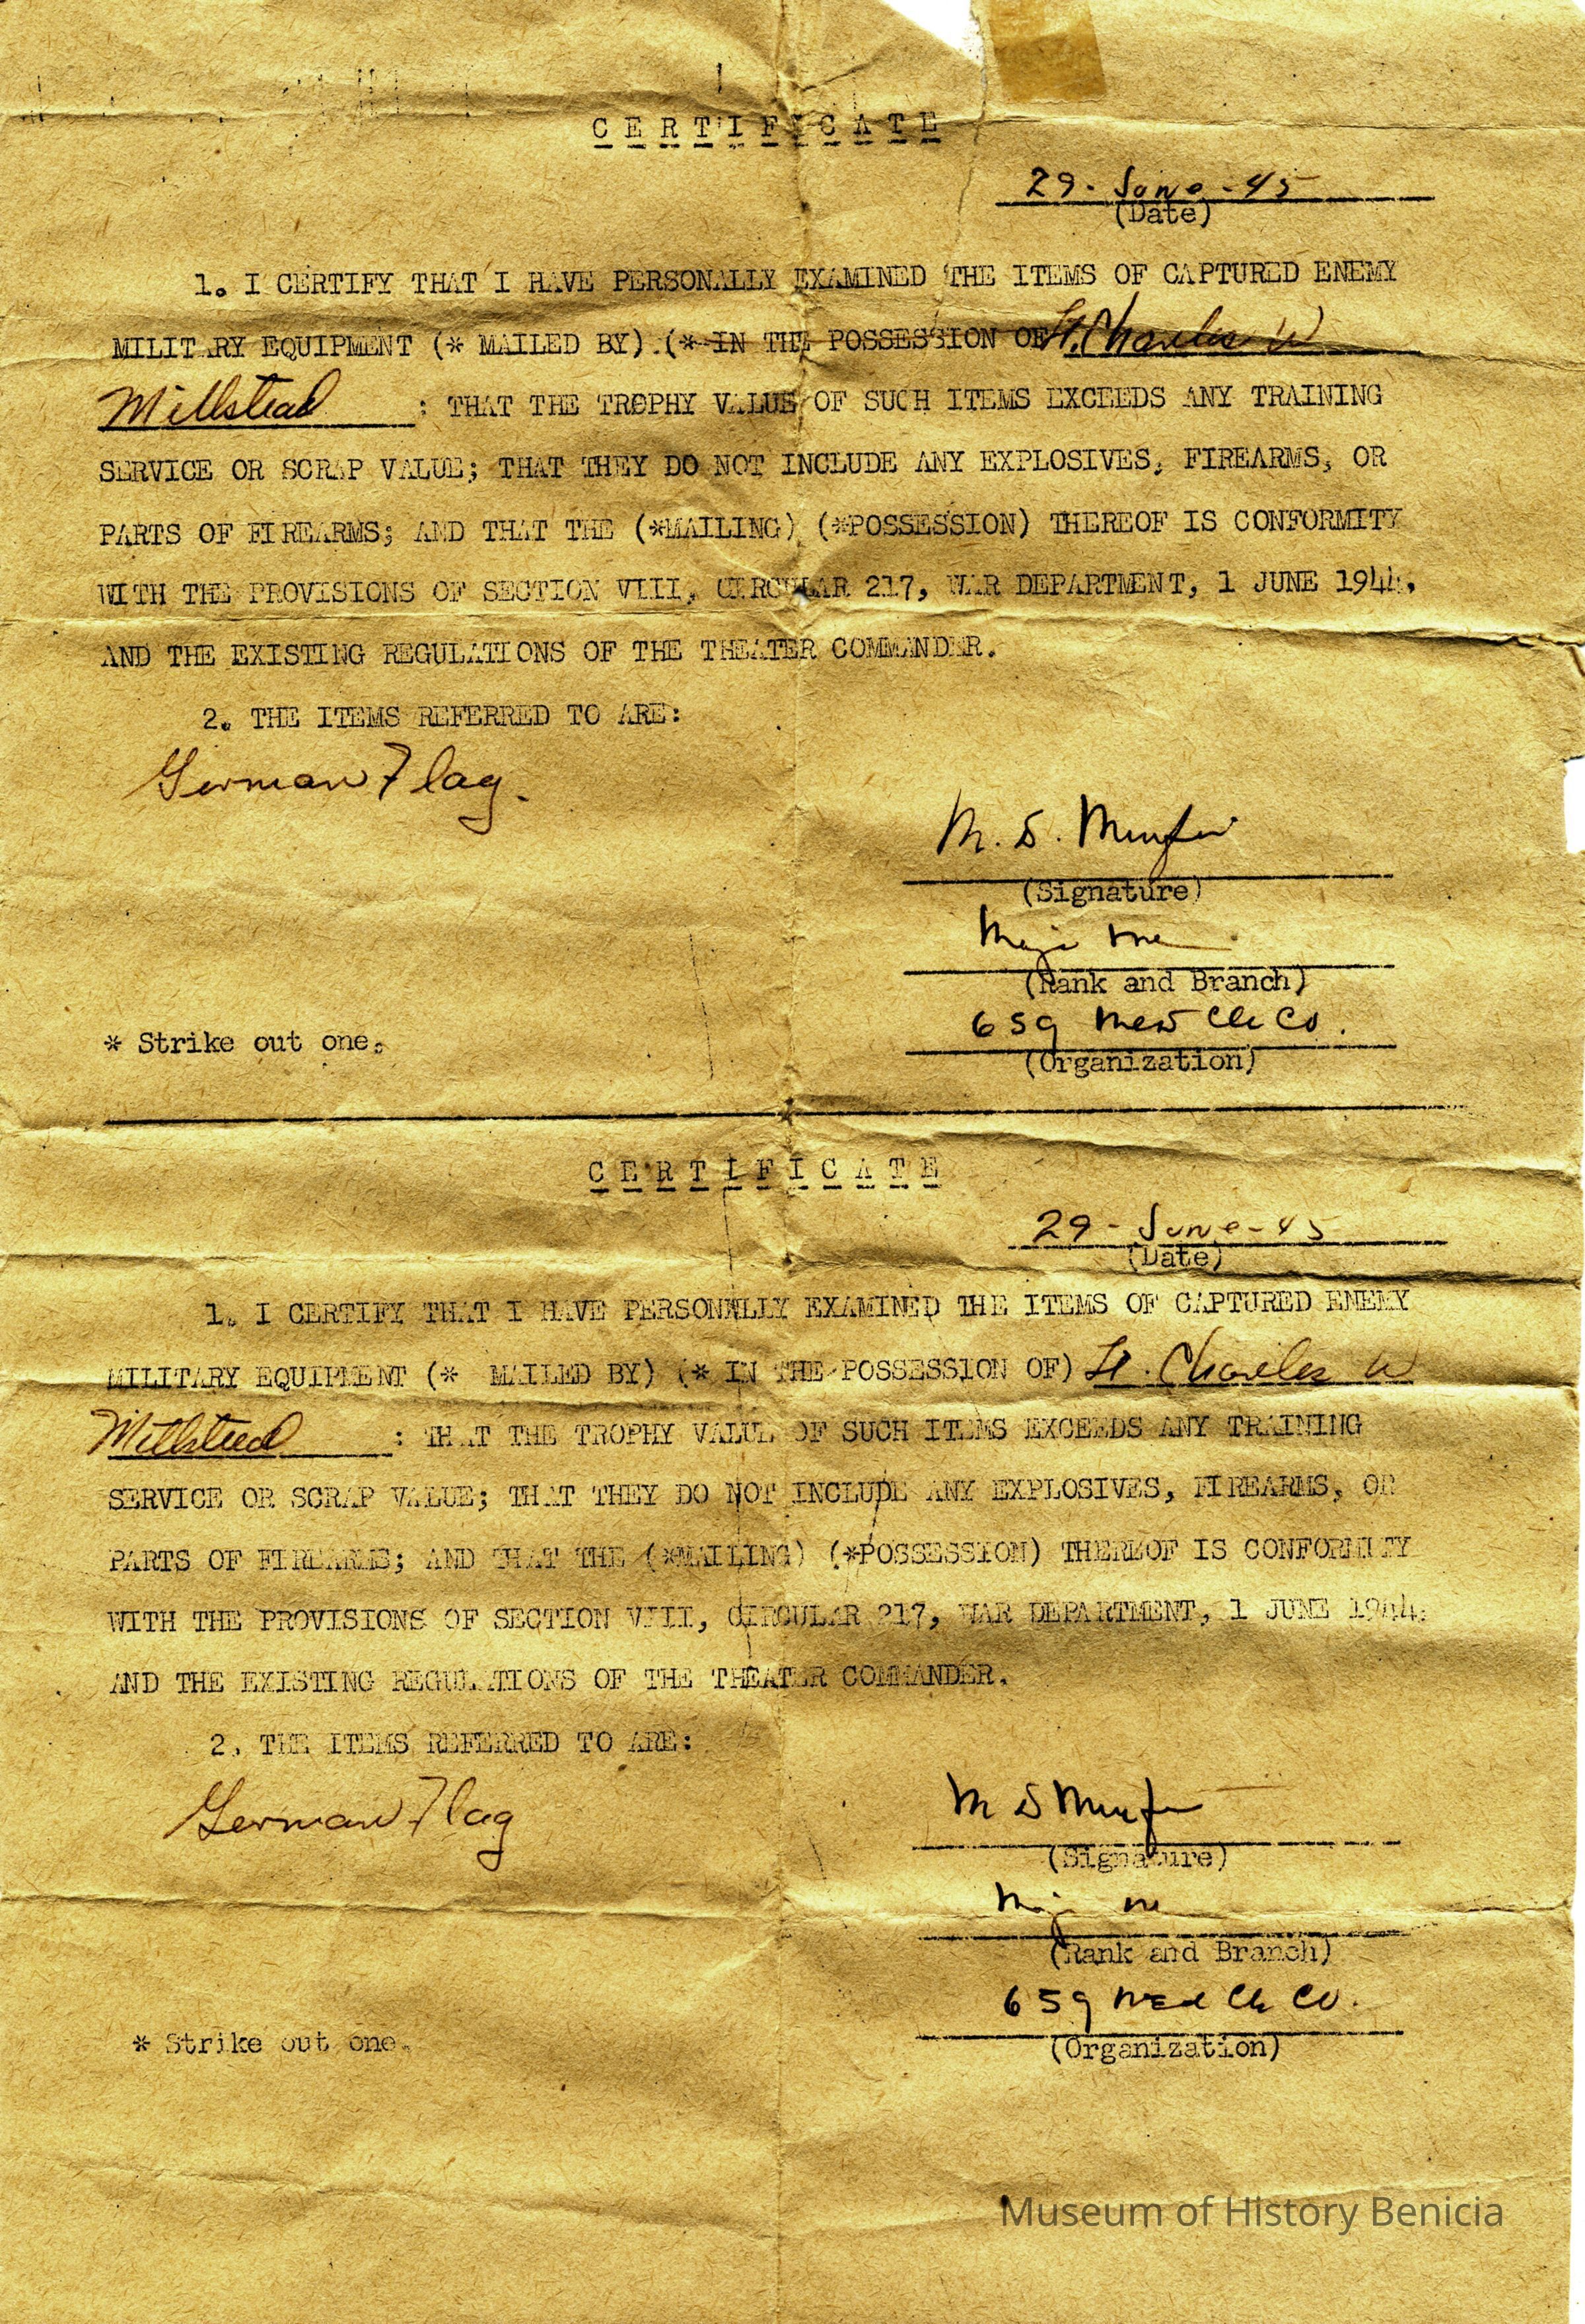 CERTIFICATE
29-June-45
(Date)
1. I CERTIFY THAT I HAVE PERSONALLY EXAMINED THE ITEMS OF CAPTURED ENEMY
MILITARY EQUIPMENT (* MAILED BY) (* IN THE POSSESSION OF Lt. Charles W
Millstead : THAT THE TROPHY VALUE OF SUCH ITEMS EXCEEDS ANY TRAINING
SERVICE OR SCRAP VALUE; THAT THEY DO NOT INCLUDE ANY EXPLOSIVES, FIREARMS, OR
PARTS OF FIREARMS; AND THAT THE (*MAILING) (*POSSESSION) THEREOF IS CONFORMITY
WITH THE PROVISIONS OF SECTION VIII, CIRCULAR 217, WAR DEPARTMENT, 1 JUNE 1944,
AND THE EXISTING REGULATIONS OF THE THEATER COMMANDER.
2. THE ITEMS REFERRED TO ARE:
German Flag.
M. S.
(Signature)
(Rank and Branch)
659 Med Clr Co.
(Organization)
* Strike out one.
CERTIFICATE
29-June-45
(Date)
1. I CERTIFY THAT I HAVE PERSONALLY EXAMINED THE ITEMS OF CAPTURED ENEMY
MILITARY EQUIPMENT (* MAILED BY) (* IN THE POSSESSION OF) Lt. Charles W
Millstead : THAT THE TROPHY VALUE OF SUCH ITEMS EXCEEDS ANY TRAINING
SERVICE OR SCRAP VALUE; THAT THEY DO NOT INCLUDE ANY EXPLOSIVES, FIREARMS, OR
PARTS OF FIREARMS; AND THAT THE (*MAILING) (*POSSESSION) THEREOF IS CONFORMITY
WITH THE PROVISIONS OF SECTION VIII, CIRCULAR 217, WAR DEPARTMENT, 1 JUNE 1944,
AND THE EXISTING REGULATIONS OF THE THEATER COMMANDER.
2. THE ITEMS REFERRED TO ARE:
German Flag
M S
(Signature)
(Rank and Branch)
659 Med Clr Co.
(Organization)
* Strike out one.
Museum of History Benicia